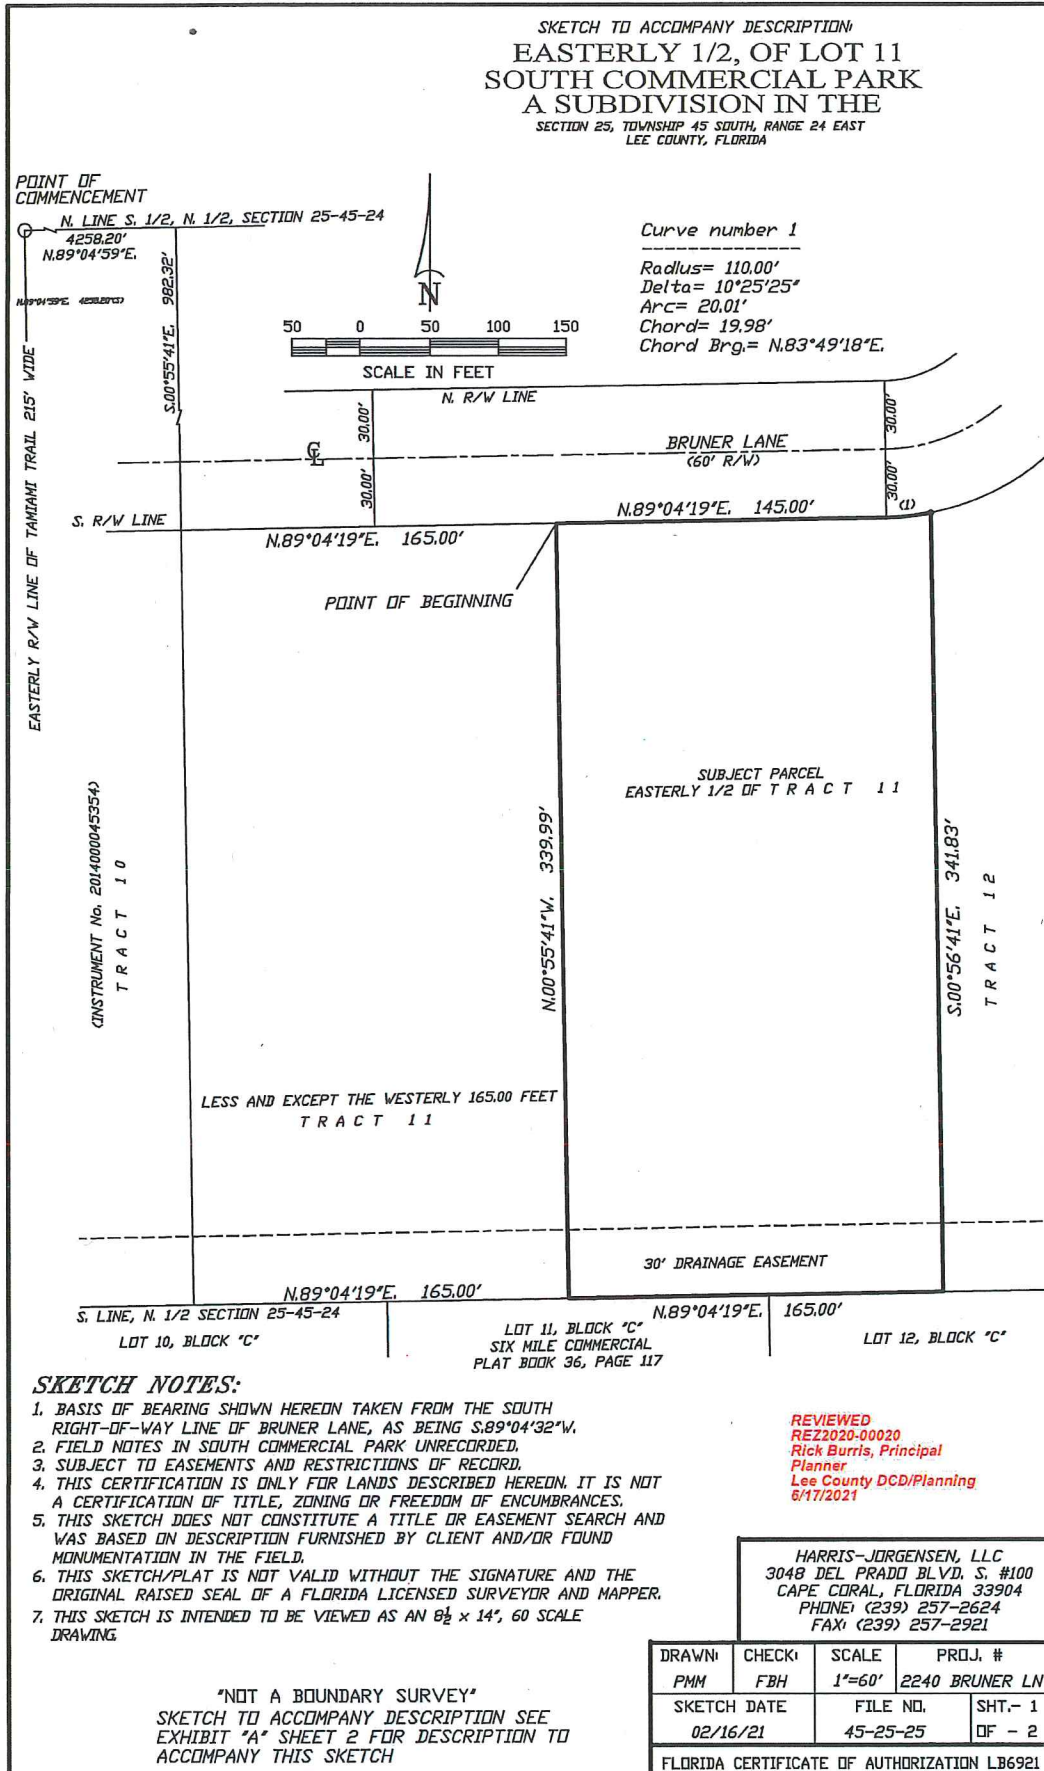 SKETCH TO ACCOMPANY DESCRIPTION:
EASTERLY 1/2, OF LOT 11
SOUTH COMMERCIAL PARK
A SUBDIVISION IN THE
SECTION 25, TOWNSHIP 45 SOUTH, RANGE 24 EAST
LEE COUNTY, FLORIDA
POINT OF
COMMENCEMENT
N. LINE S. 1/2, N. 1/2, SECTION 25-45-24
4258.20'
N.89°04'59"E.
N.89°04'59"E. 4258.20'(S)
S.00°55'41"E. 982.32'
EASTERLY R/W LINE OF TAMIAMI TRAIL 215' WIDE
N
50 0 50 100 150
SCALE IN FEET
Curve number 1
Radius= 110.00'
Delta= 10°25'25"
Arc= 20.01'
Chord= 19.98'
Chord Brg.= N.83°49'18"E.
N. R/W LINE
30.00'
30.00'
CL
BRUNER LANE
(60' R/W)
30.00'
30.00'
(1)
S. R/W LINE
N.89°04'19"E. 145.00'
N.89°04'19"E. 165.00'
POINT OF BEGINNING
SUBJECT PARCEL
EASTERLY 1/2 OF TRACT 11
(INSTRUMENT No. 2014000045354)
TRACT 10
N.00°55'41"W. 339.99'
S.00°56'41"E. 341.83'
TRACT 12
LESS AND EXCEPT THE WESTERLY 165.00 FEET
TRACT 11
30' DRAINAGE EASEMENT
N.89°04'19"E. 165.00'
S. LINE, N. 1/2 SECTION 25-45-24
N.89°04'19"E. 165.00'
LOT 10, BLOCK "C"
LOT 11, BLOCK "C"
SIX MILE COMMERCIAL
PLAT BOOK 36, PAGE 117
LOT 12, BLOCK "C"
SKETCH NOTES:
1. BASIS OF BEARING SHOWN HEREON TAKEN FROM THE SOUTH
RIGHT-OF-WAY LINE OF BRUNER LANE, AS BEING S.89°04'32"W.
2. FIELD NOTES IN SOUTH COMMERCIAL PARK UNRECORDED.
3. SUBJECT TO EASEMENTS AND RESTRICTIONS OF RECORD.
4. THIS CERTIFICATION IS ONLY FOR LANDS DESCRIBED HEREON. IT IS NOT
A CERTIFICATION OF TITLE, ZONING OR FREEDOM OF ENCUMBRANCES.
5. THIS SKETCH DOES NOT CONSTITUTE A TITLE OR EASEMENT SEARCH AND
WAS BASED ON DESCRIPTION FURNISHED BY CLIENT AND/OR FOUND
MONUMENTATION IN THE FIELD.
6. THIS SKETCH/PLAT IS NOT VALID WITHOUT THE SIGNATURE AND THE
ORIGINAL RAISED SEAL OF A FLORIDA LICENSED SURVEYOR AND MAPPER.
7. THIS SKETCH IS INTENDED TO BE VIEWED AS AN 8½ x 14", 60 SCALE
DRAWING.
REVIEWED
REZ2020-00020
Rick Burris, Principal
Planner
Lee County DCD/Planning
6/17/2021
HARRIS-JORGENSEN, LLC
3048 DEL PRADO BLVD. S. #100
CAPE CORAL, FLORIDA 33904
PHONE: (239) 257-2624
FAX: (239) 257-2921
DRAWN: CHECK: SCALE PROJ. #
PMM FBH 1"=60' 2240 BRUNER LN
SKETCH DATE FILE NO. SHT.- 1
02/16/21 45-25-25 OF - 2
FLORIDA CERTIFICATE OF AUTHORIZATION LB6921
"NOT A BOUNDARY SURVEY"
SKETCH TO ACCOMPANY DESCRIPTION SEE
EXHIBIT "A" SHEET 2 FOR DESCRIPTION TO
ACCOMPANY THIS SKETCH